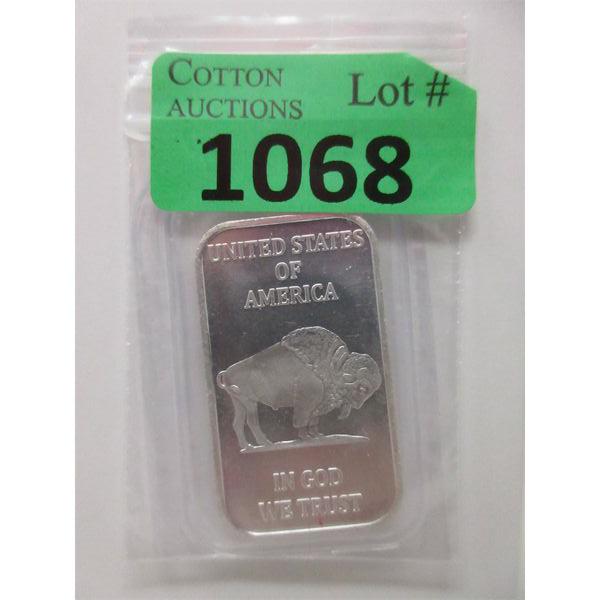 COTTON
AUCTIONS
Lot #
1068
UNITED STATES
OF
AMERICA
IN GOD
WE TRUST